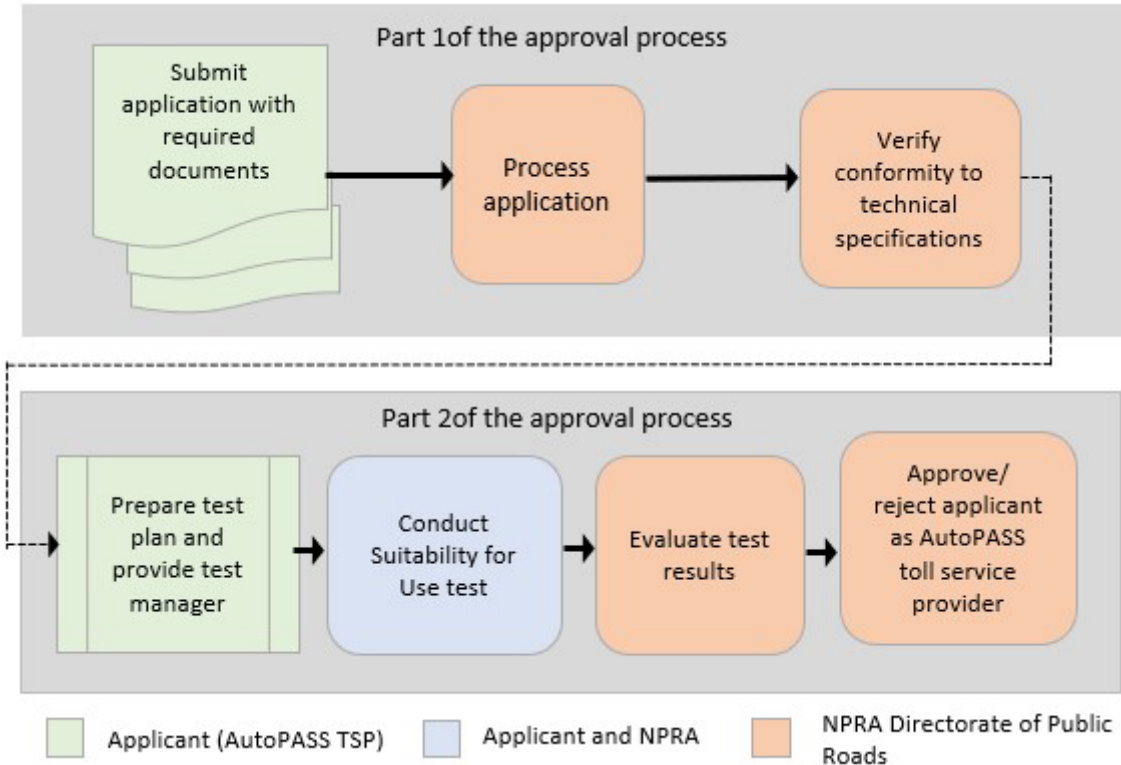 Part 1of the approval process
Submit
application with
required
documents
Process
application
Verify
conformity to
technical
specifications
Part 2of the approval process
Prepare test
plan and
provide test
manager
Conduct
Suitability for
Use test
Evaluate test
results
Approve/
reject applicant
as AutoPASS
toll service
provider
Applicant (AutoPASS TSP)
Applicant and NPRA
NPRA Directorate of Public
Roads